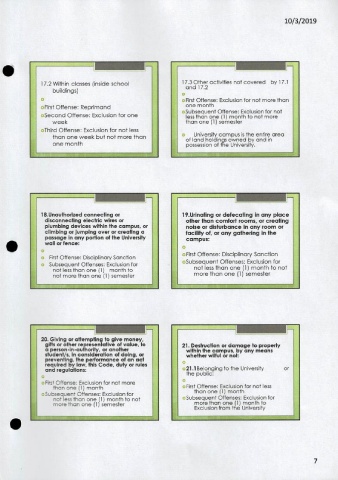 10/3/2019
17.2 Within classes (inside school
buildings)
First Offense: Reprimand
Second Offense: Exclusion for one
week
Third Offense: Exclusion for not less
than one week but not more than
one month
17.3 Other activities not covered by 17.1
and 17.2
First Offense: Exclusion for not more than
one month
Subsequent Offense: Exclusion for not
less than one (1) month to not more
than one (1) semester
University campus is the entire area
of land holdings owned by and in
possession of the University.
18.Unauthorized connecting or
disconnecting electric wires or
plumbing devices within the campus, or
climbing or jumping over or creating a
passage in any portion of the University
wall or fence:
First Offense: Disciplinary Sanction
Subsequent Offenses: Exclusion for
not less than one (1) month to
not more than one (1) semester
19.Urinating or defecating in any place
other than comfort rooms, or creating
noise or disturbance in any room or
facility of, or any gathering in the
campus:
First Offense: Disciplinary Sanction
Subsequent Offenses: Exclusion for
not less than one (1) month to not
more than one (1) semester
20. Giving or attempting to give money,
gifts or other representative of value, to
a person-in-authority, or another
student/s, in consideration of doing, or
preventing, the performance of an act
required by law, this Code, duty or rules
and regulations:
First Offense: Exclusion for not more
than one (1) month
Subsequent Offenses: Exclusion for
not less than one (1) month to not
more than one (1) semester
21. Destruction or damage to property
within the campus, by any means
whether wilful or not:
21.1Belonging to the University or
the public:
First Offense: Exclusion for not less
than one (1) month
Subsequent Offenses: Exclusion for
more than one (1) month to
Exclusion from the University
7